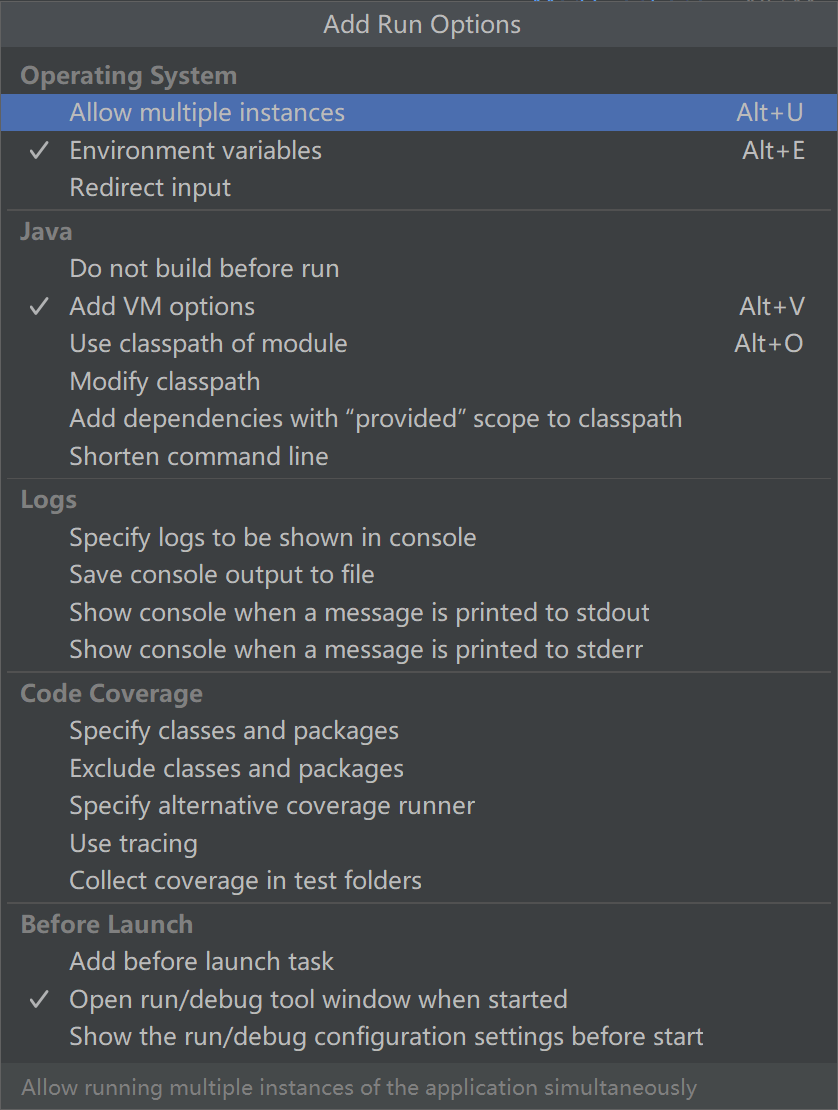 Add Run Options
Operating System
Allow multiple instances Alt+U
Environment variables Alt+E
Redirect input
Java
Do not build before run
Add VM options Alt+V
Use classpath of module Alt+O
Modify classpath
Add dependencies with “provided” scope to classpath
Shorten command line
Logs
Specify logs to be shown in console
Save console output to file
Show console when a message is printed to stdout
Show console when a message is printed to stderr
Code Coverage
Specify classes and packages
Exclude classes and packages
Specify alternative coverage runner
Use tracing
Collect coverage in test folders
Before Launch
Add before launch task
Open run/debug tool window when started
Show the run/debug configuration settings before start
Allow running multiple instances of the application simultaneously